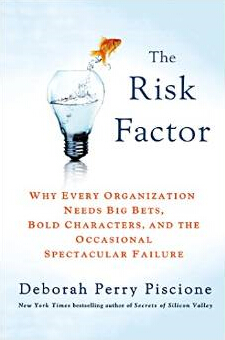 The
Risk
Factor
Why Every Organization
Needs Big Bets,
Bold Characters, and the
Occasional
Spectacular Failure
Deborah Perry Piscione
New York Times bestselling author of Secrets of Silicon Valley